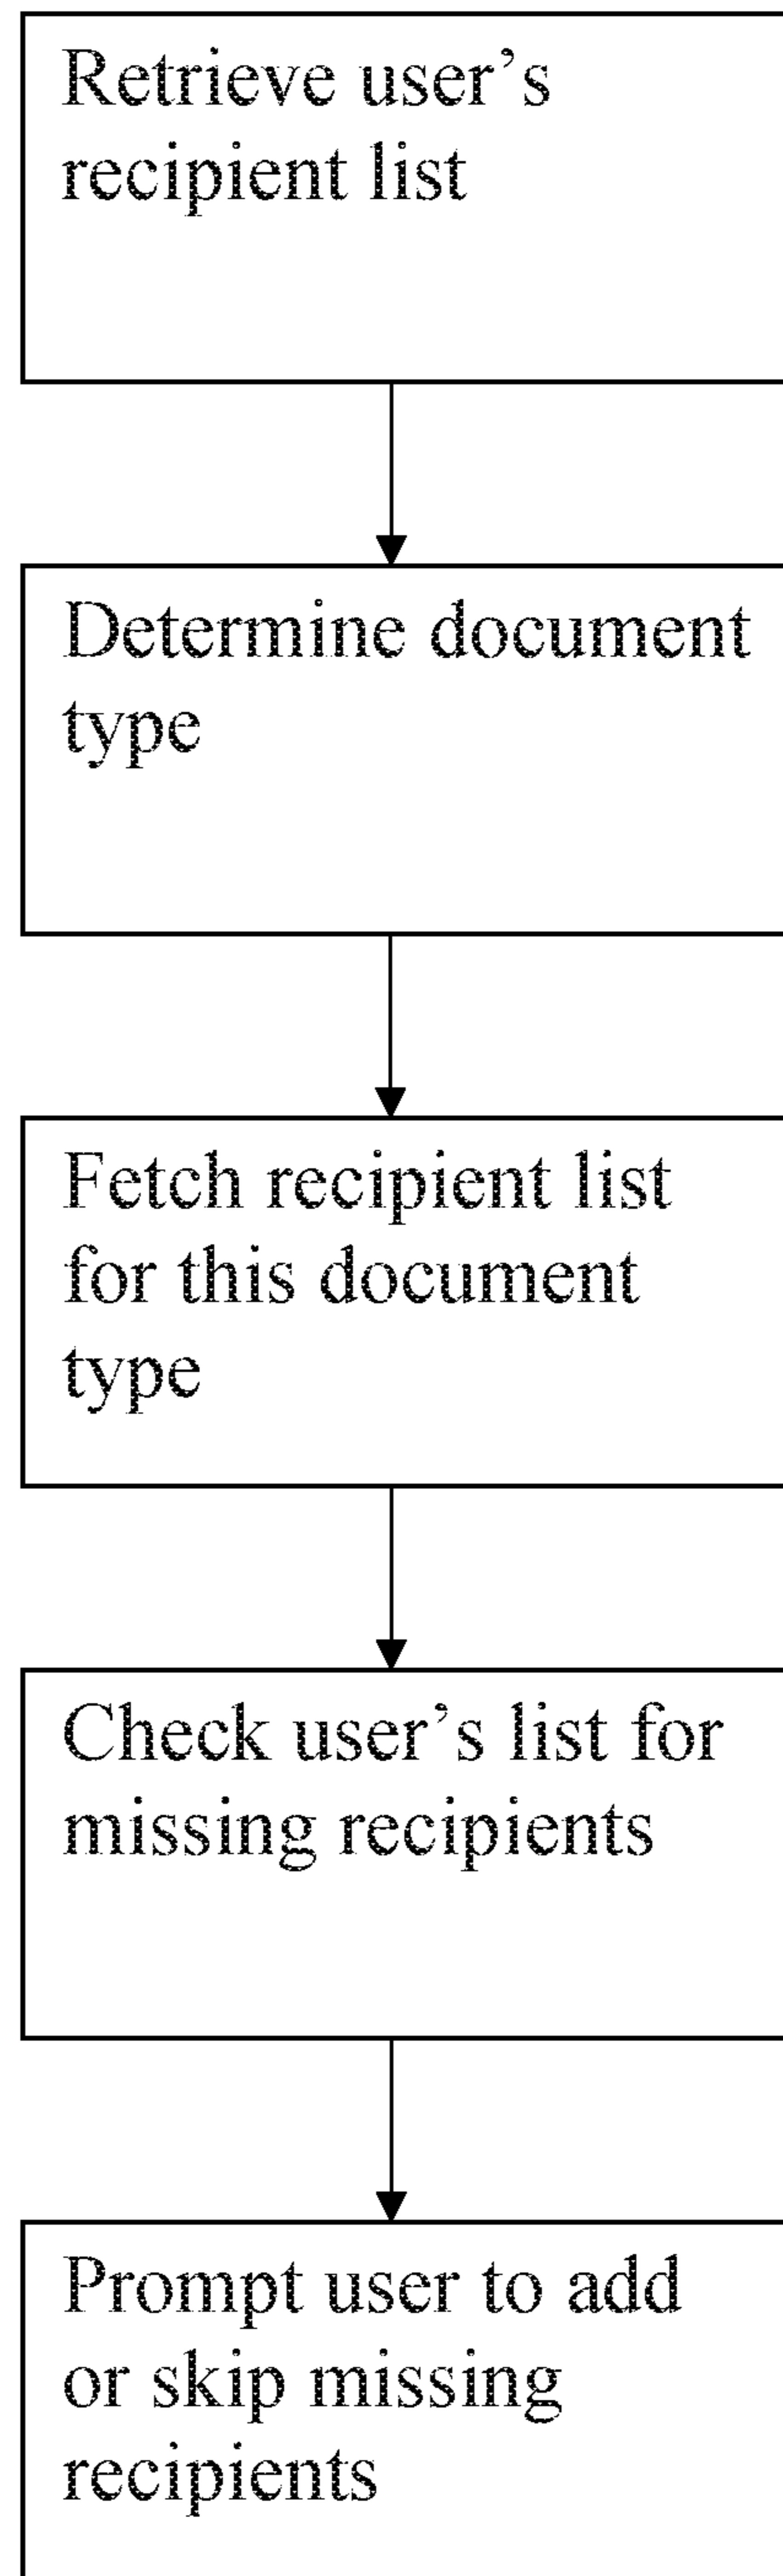 Retrieve user’s
recipient list
Determine document
type
Fetch recipient list
for this document
type
Check user’s list for
missing recipients
Prompt user to add
or skip missing
recipients